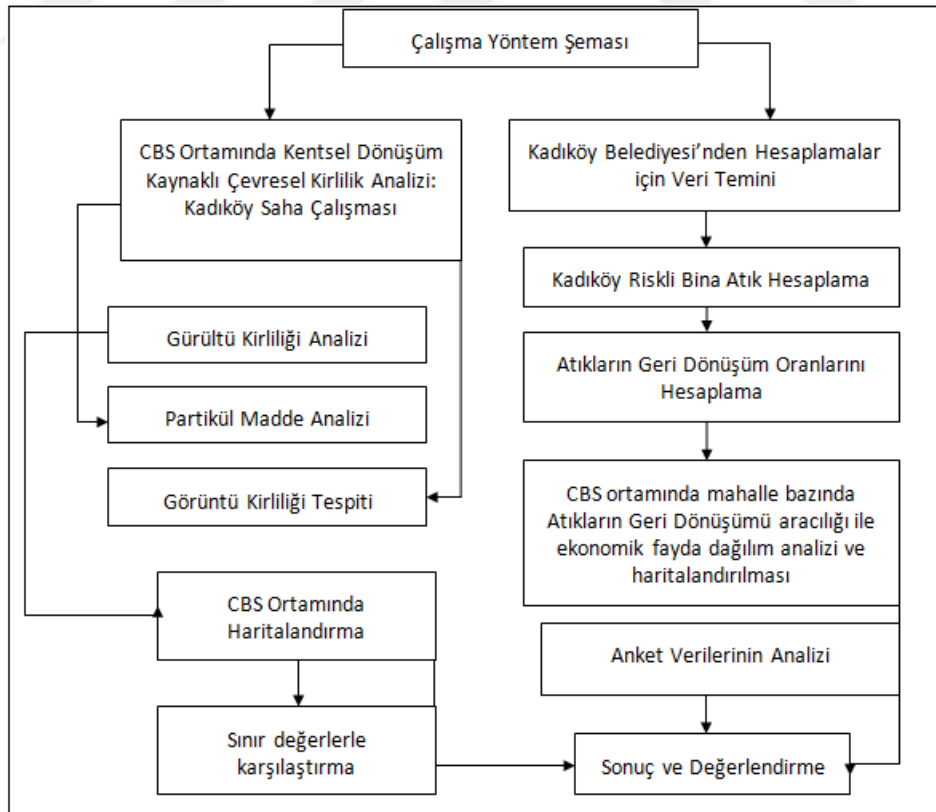 Çalışma Yöntem Şeması
CBS Ortamında Kentsel Dönüşüm
Kaynaklı Çevresel Kirlilik Analizi:
Kadıköy Saha Çalışması
Gürültü Kirliliği Analizi
Partikül Madde Analizi
Görüntü Kirliliği Tespiti
CBS Ortamında
Haritalandırma
Sınır değerlerle
karşılaştırma
Kadıköy Belediyesi’nden Hesaplamalar
için Veri Temini
Kadıköy Riskli Bina Atık Hesaplama
Atıkların Geri Dönüşüm Oranlarını
Hesaplama
CBS ortamında mahalle bazında
Atıkların Geri Dönüşümü aracılığı ile
ekonomik fayda dağılım analizi ve
haritalandırılması
Anket Verilerinin Analizi
Sonuç ve Değerlendirme